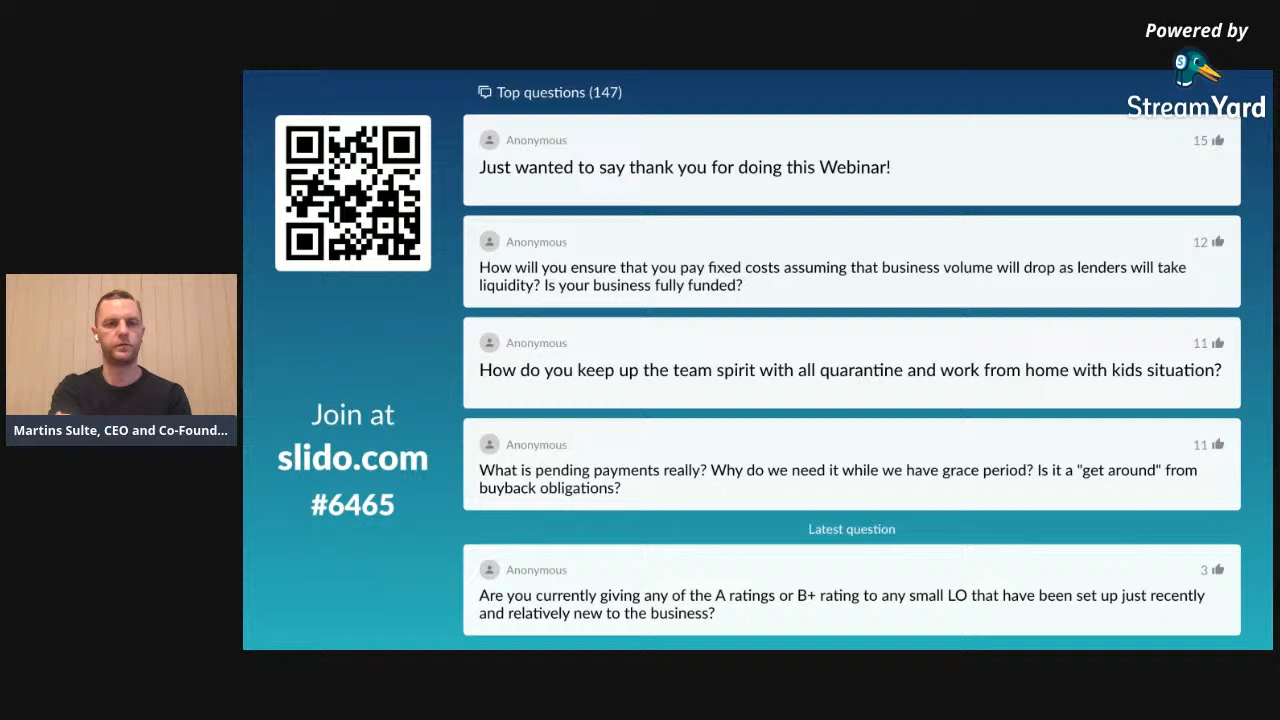 Powered by
StreamYard
Top questions (147)
Anonymous
15
Just wanted to say thank you for doing this Webinar!
Anonymous
12
How will you ensure that you pay fixed costs assuming that business volume will drop as lenders will take
liquidity? Is your business fully funded?
Anonymous
11
How do you keep up the team spirit with all quarantine and work from home with kids situation?
Anonymous
11
What is pending payments really? Why do we need it while we have grace period? Is it a "get around" from
buyback obligations?
Latest question
Anonymous
3
Are you currently giving any of the A ratings or B+ rating to any small LO that have been set up just recently
and relatively new to the business?
Join at
slido.com
#6465
Martins Sulte, CEO and Co-Found...